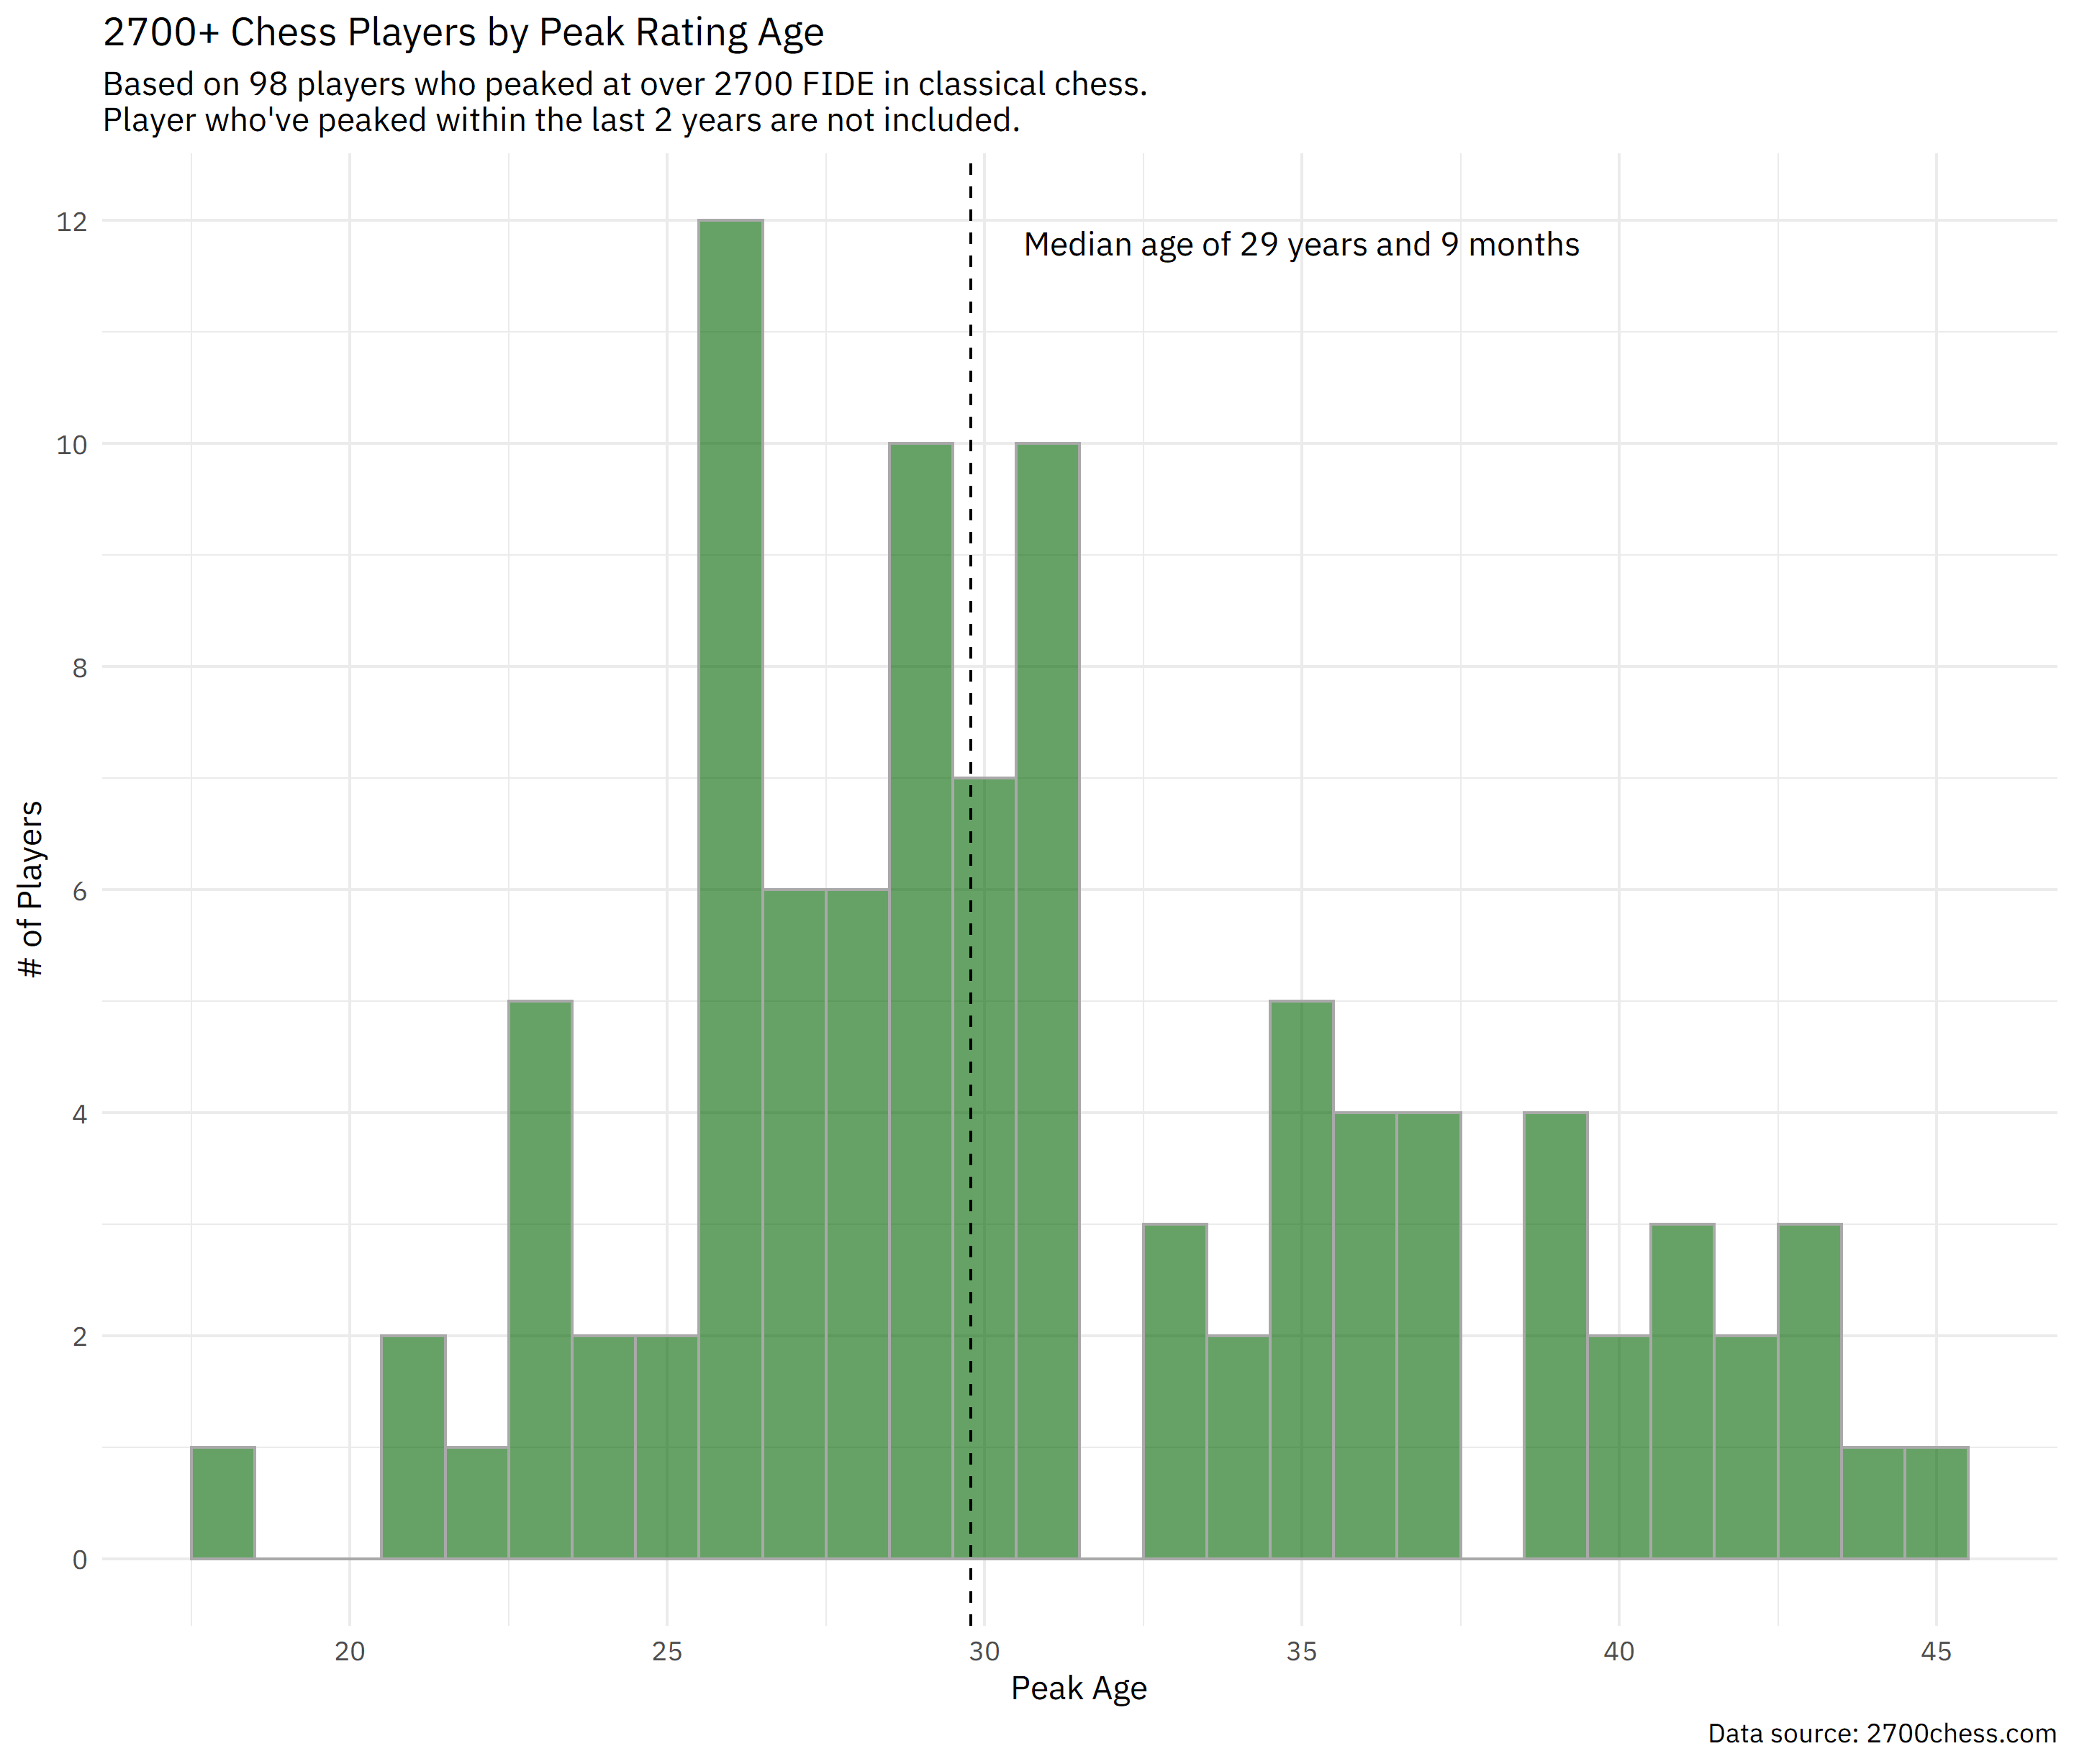 2700+ Chess Players by Peak Rating Age
Based on 98 players who peaked at over 2700 FIDE in classical chess.
Player who've peaked within the last 2 years are not included.
Median age of 29 years and 9 months
12
10
8
6
4
2
0
# of Players
20 25 30 35 40 45
Peak Age
Data source: 2700chess.com